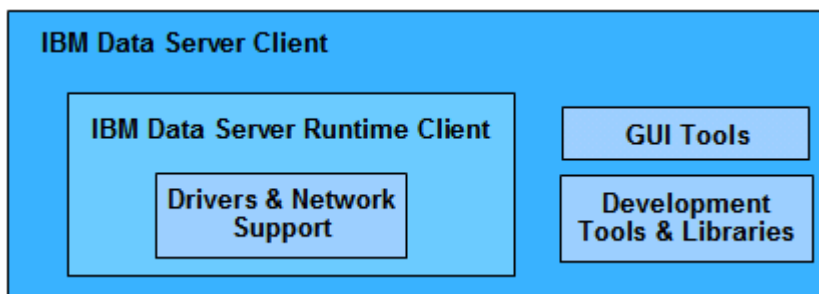 IBM Data Server Client
IBM Data Server Runtime Client
Drivers & Network
Support
GUI Tools
Development
Tools & Libraries